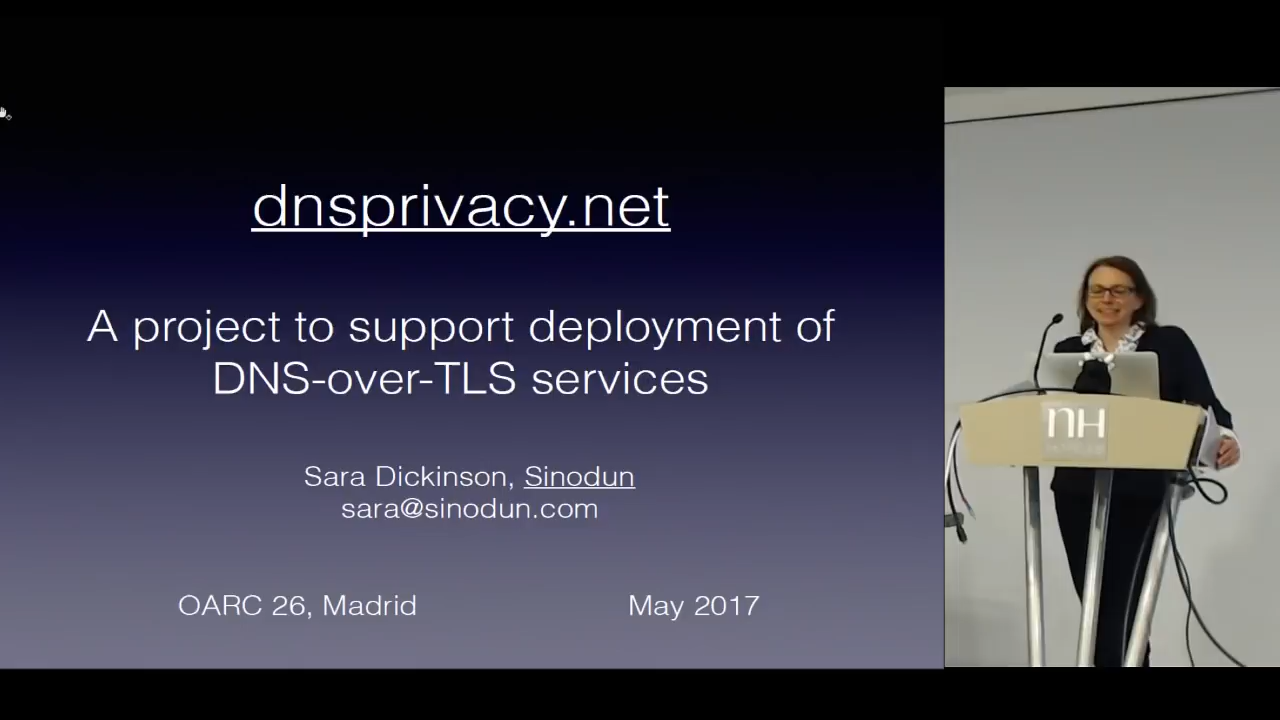 dnsprivacy.net
A project to support deployment of
DNS-over-TLS services
Sara Dickinson, Sinodun
sara@sinodun.com
OARC 26, Madrid
May 2017
NH